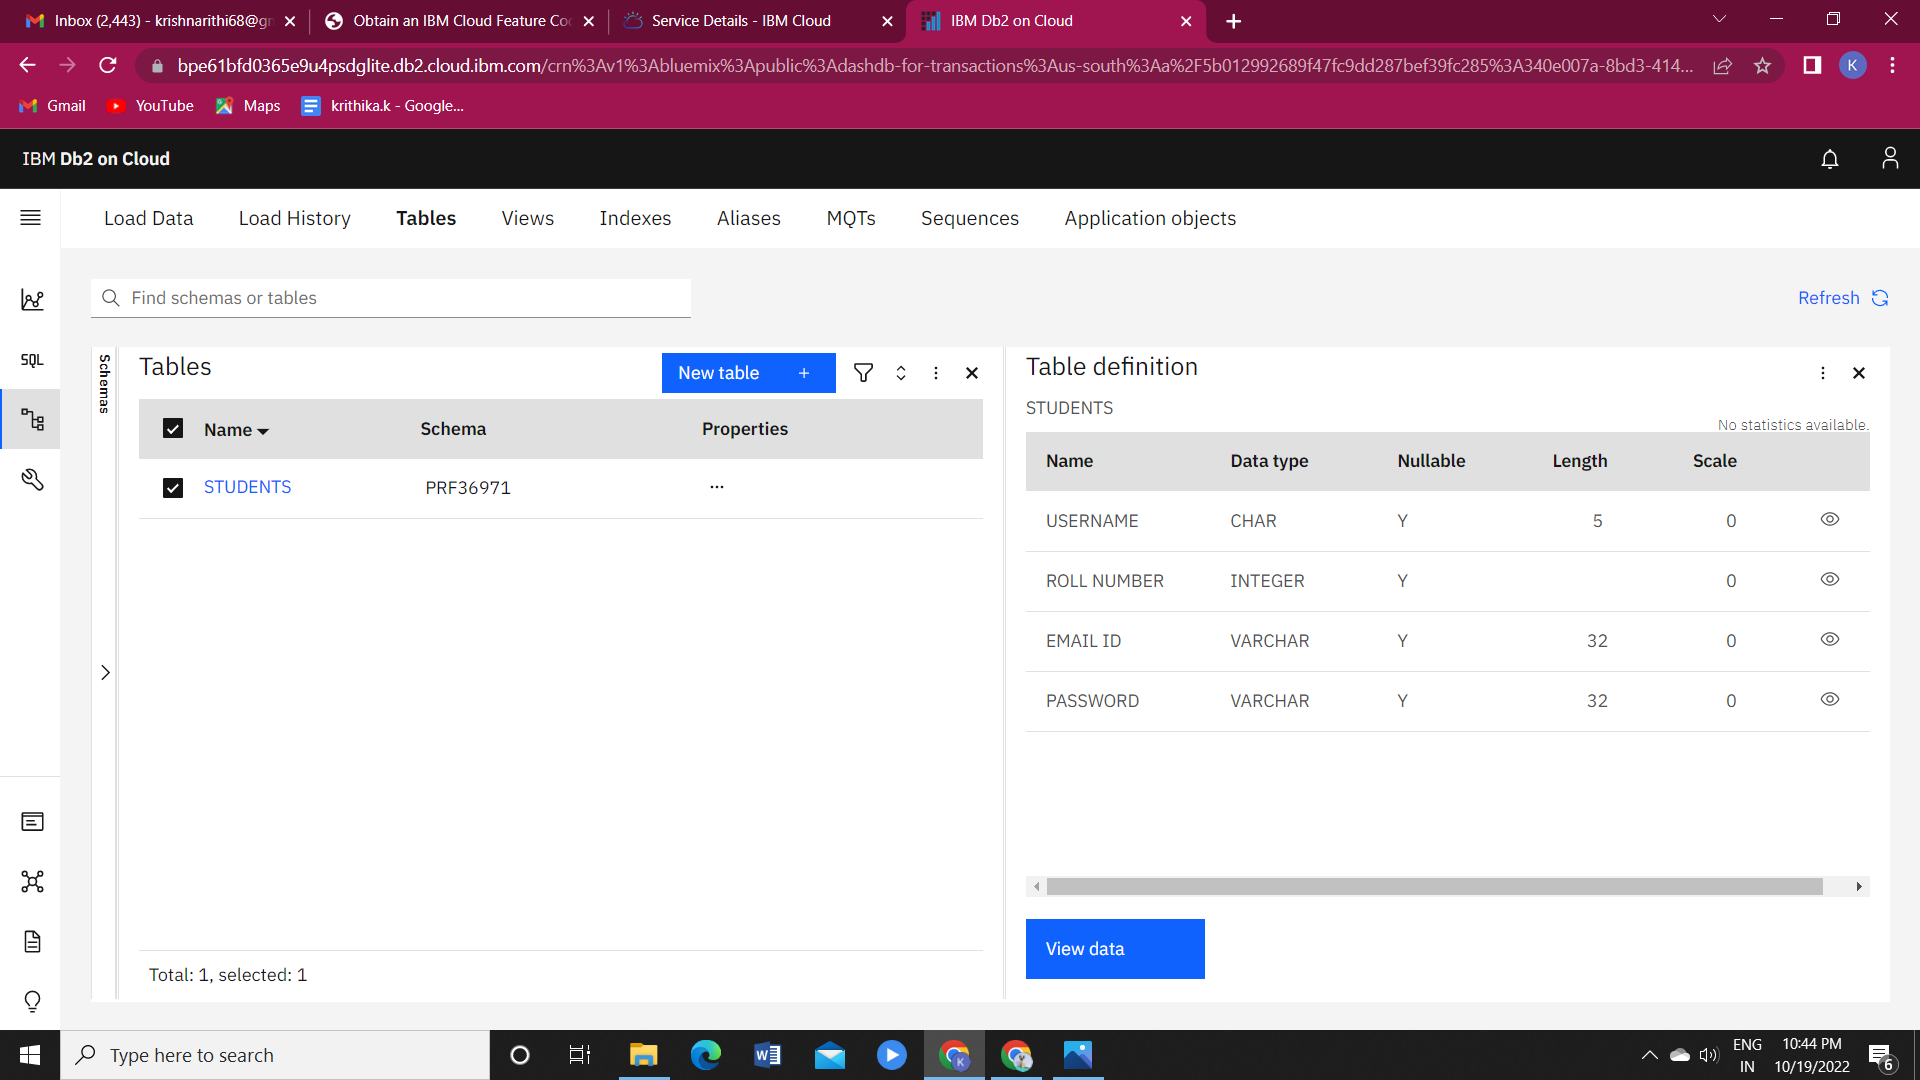 Inbox (2,443) - krishnarithi68@gm
Obtain an IBM Cloud Feature Co
Service Details - IBM Cloud
IBM Db2 on Cloud
bpe61bfd0365e9u4psdglite.db2.cloud.ibm.com/crn%3Av1%3Abluemix%3Apublic%3Adashdb-for-transactions%3Aus-south%3Aa%2F5b012992689f47fc9dd287bef39fc285%3A340e007a-8bd3-414...
K
Gmail
YouTube
Maps
krithika.k - Google...
IBM Db2 on Cloud
Load Data
Load History
Tables
Views
Indexes
Aliases
MQTs
Sequences
Application objects
SQL
Find schemas or tables
Refresh
Schemas
Tables
New table +
Name Schema Properties
STUDENTS PRF36971 ...
Total: 1, selected: 1
Table definition
STUDENTS
No statistics available.
Name Data type Nullable Length Scale
USERNAME CHAR Y 5 0
ROLL NUMBER INTEGER Y 0
EMAIL ID VARCHAR Y 32 0
PASSWORD VARCHAR Y 32 0
View data
Type here to search
ENG
IN
10:44 PM
10/19/2022
6